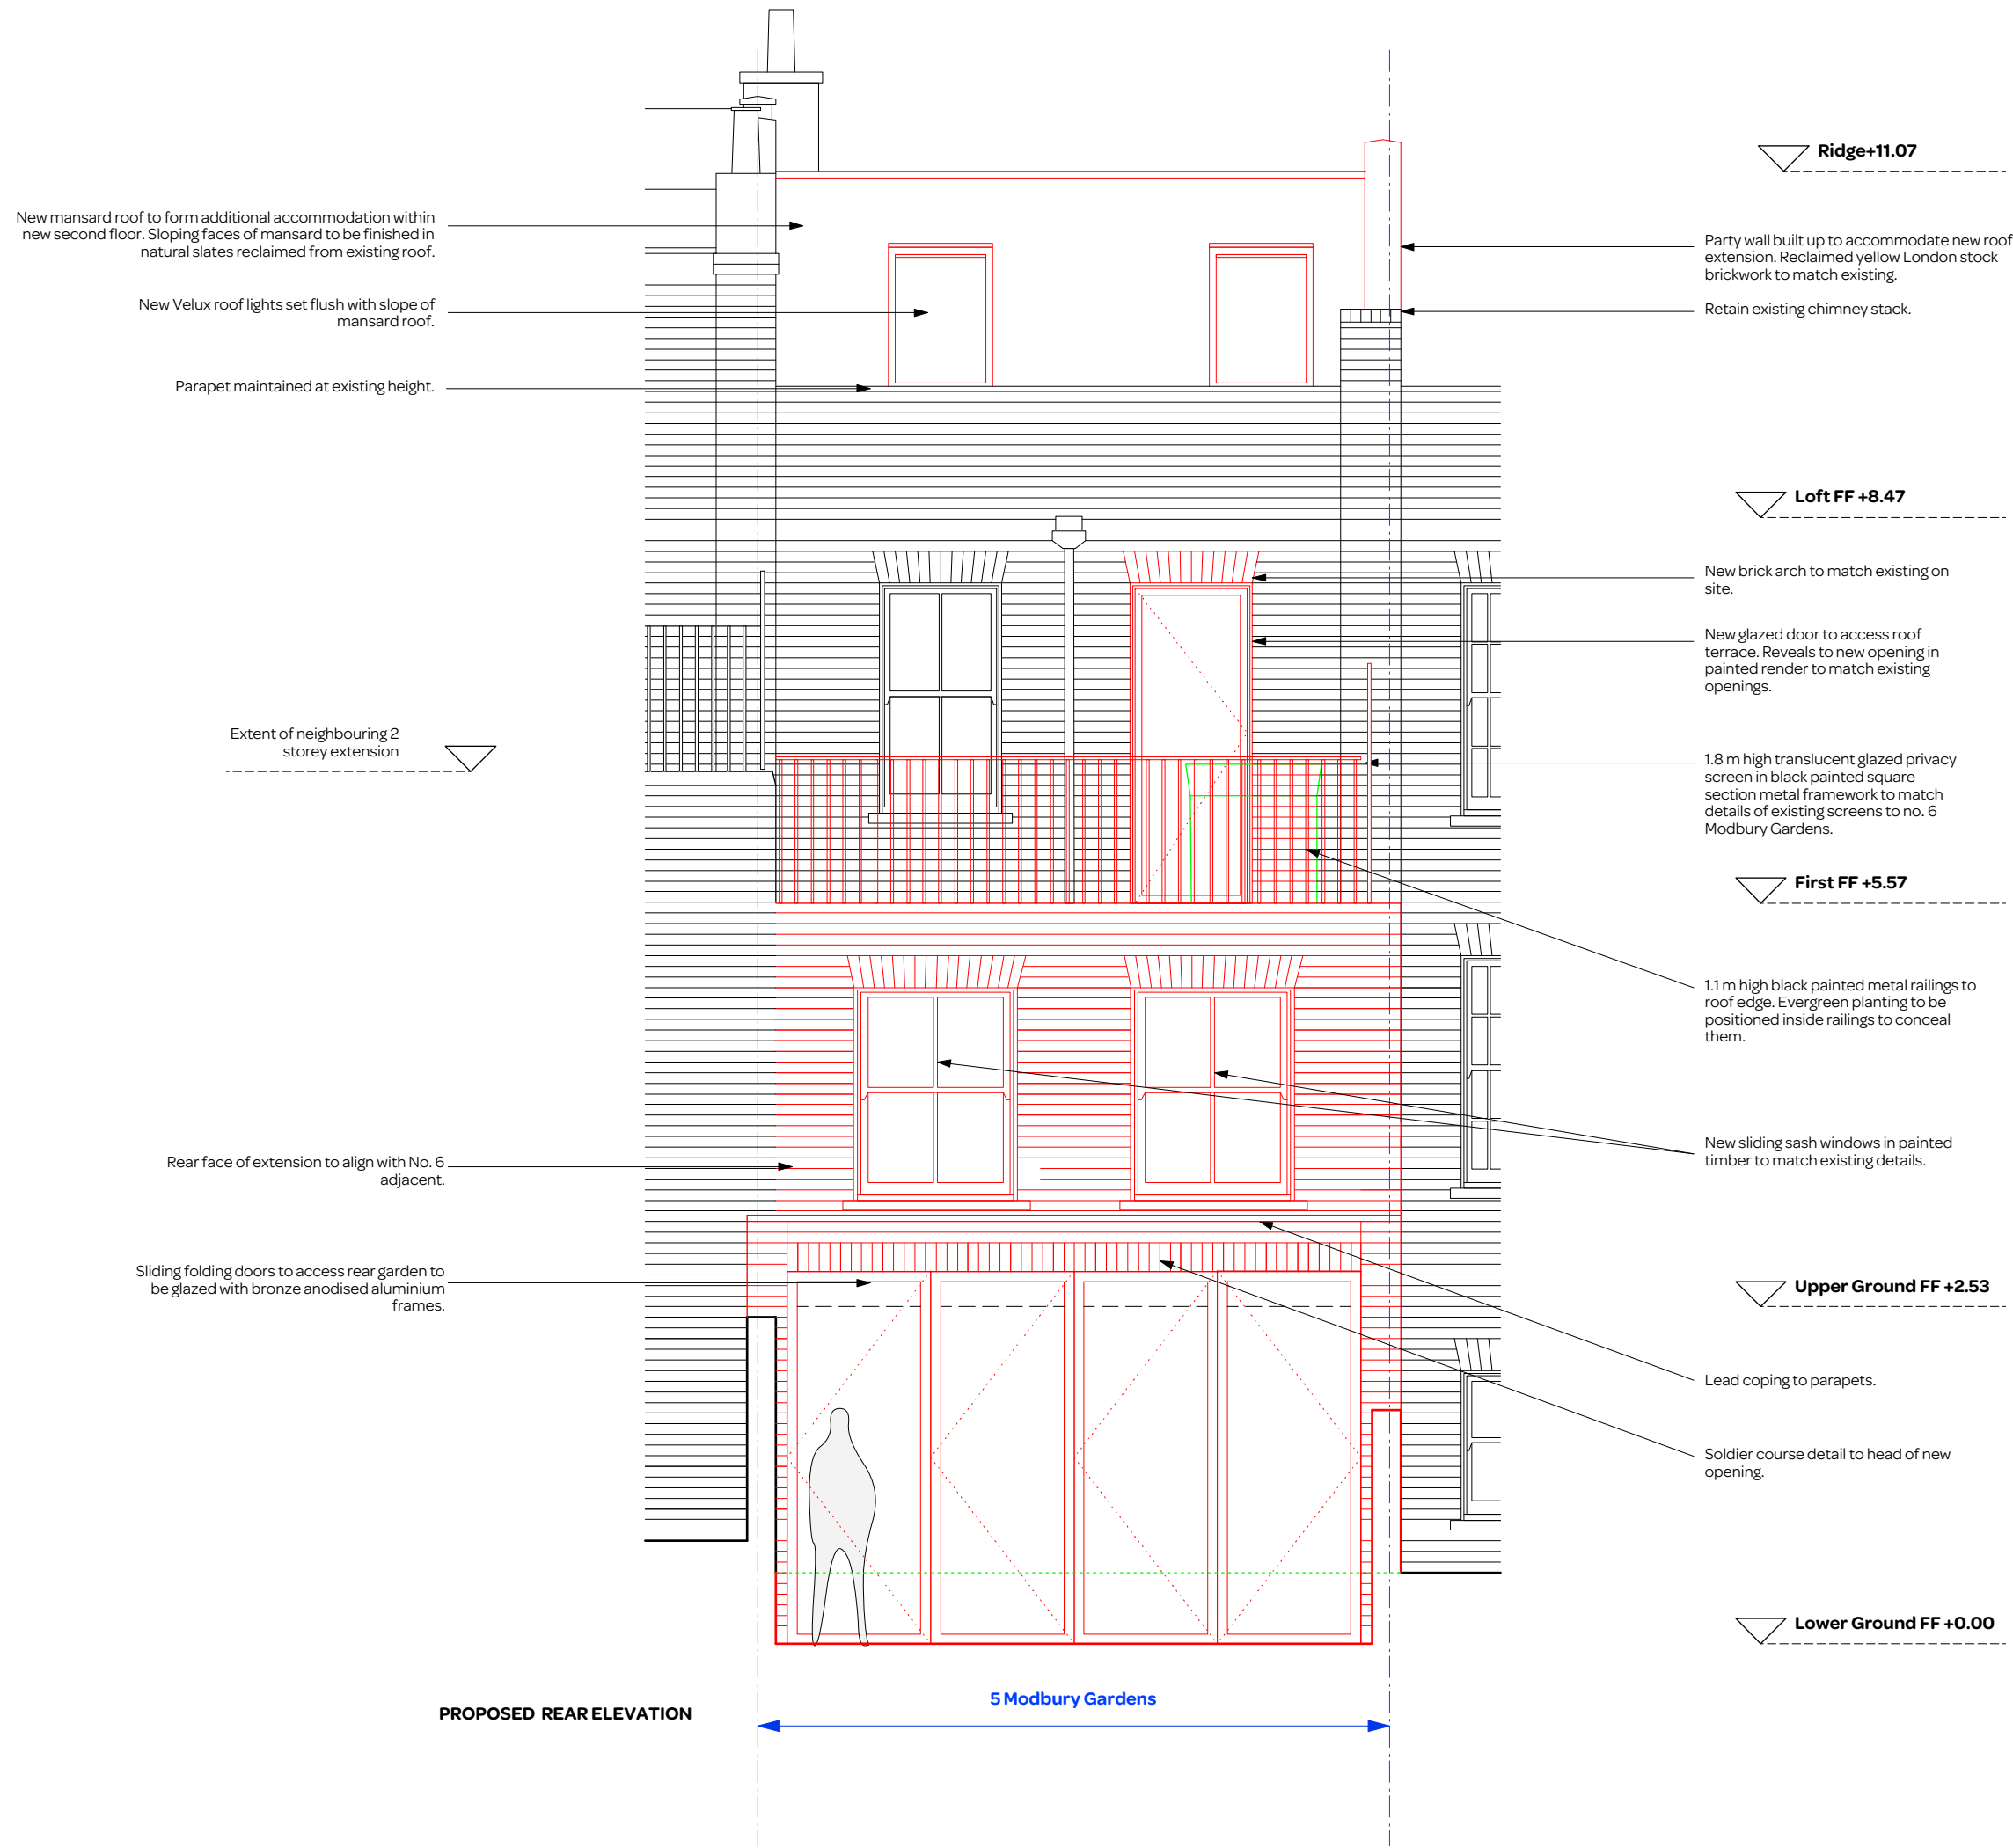 Ridge+11.07
New mansard roof to form additional accommodation within
new second floor. Sloping faces of mansard to be finished in
natural slates reclaimed from existing roof.
Party wall built up to accommodate new roof
extension. Reclaimed yellow London stock
brickwork to match existing.
New Velux roof lights set flush with slope of
mansard roof.
Retain existing chimney stack.
Parapet maintained at existing height.
Loft FF +8.47
New brick arch to match existing on
site.
New glazed door to access roof
terrace. Reveals to new opening in
painted render to match existing
openings.
Extent of neighbouring 2
storey extension
1.8 m high translucent glazed privacy
screen in black painted square
section metal framework to match
details of existing screens to no. 6
Modbury Gardens.
First FF +5.57
1.1 m high black painted metal railings to
roof edge. Evergreen planting to be
positioned inside railings to conceal
them.
New sliding sash windows in painted
timber to match existing details.
Rear face of extension to align with No. 6
adjacent.
Sliding folding doors to access rear garden to
be glazed with bronze anodised aluminium
frames.
Upper Ground FF +2.53
Lead coping to parapets.
Soldier course detail to head of new
opening.
Lower Ground FF +0.00
5 Modbury Gardens
PROPOSED REAR ELEVATION